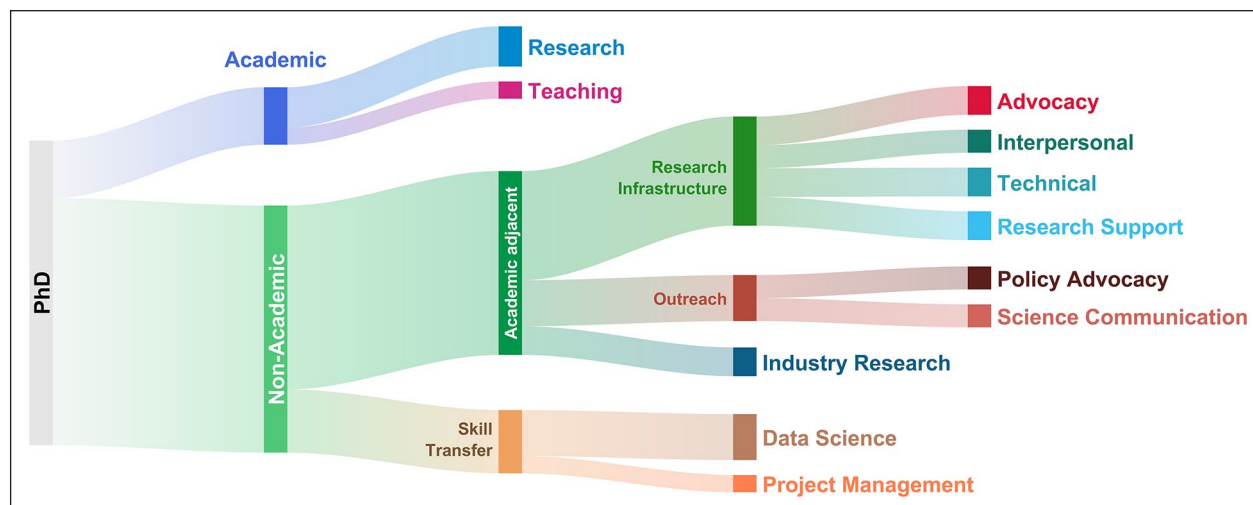 PhD
Academic
Non-Academic
Research
Teaching
Academic adjacent
Skill
Transfer
Research
Infrastructure
Outreach
Industry Research
Data Science
Project Management
Advocacy
Interpersonal
Technical
Research Support
Policy Advocacy
Science Communication